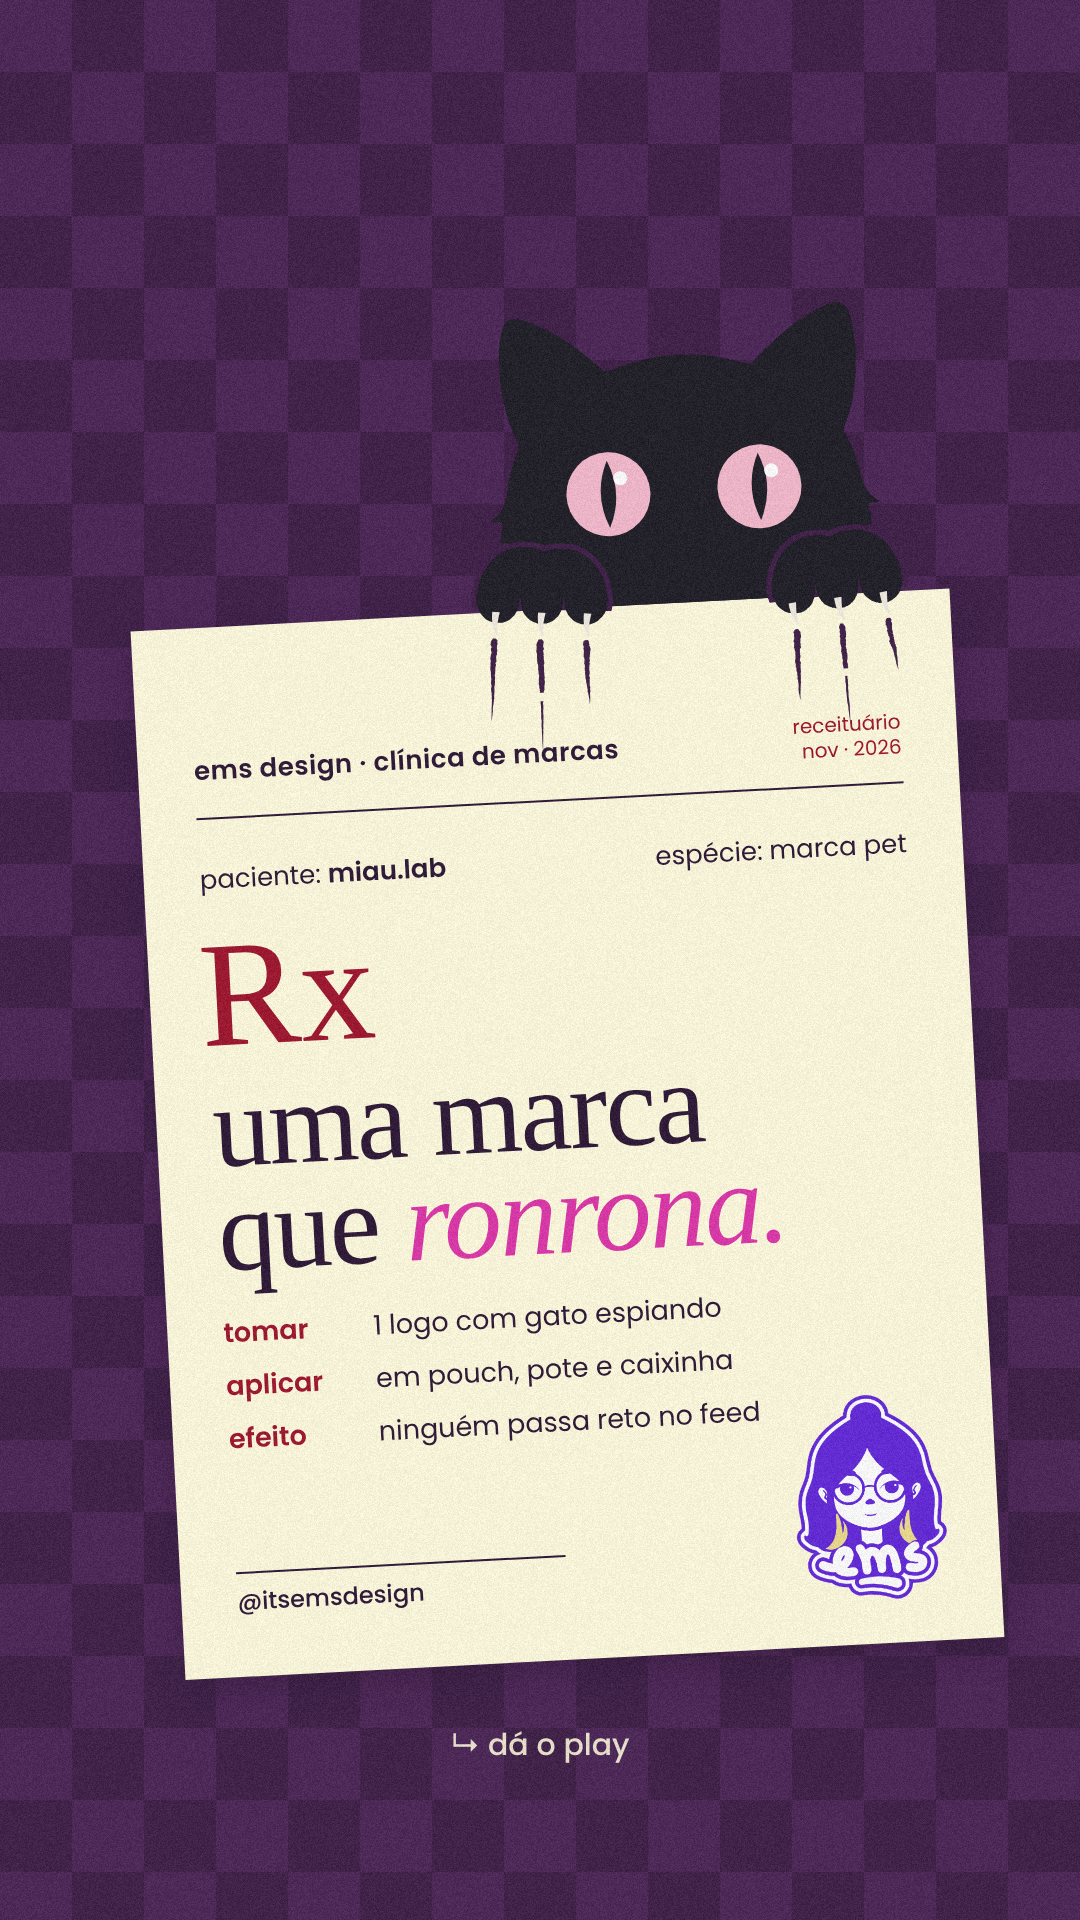 ems design · clínica de marcas
receituário
nov · 2026
paciente: miau.lab
espécie: marca pet
Rx
uma marca
que ronrona.
tomar 1 logo com gato espiando
aplicar em pouch, pote e caixinha
efeito ninguém passa reto no feed
ems
@itsemsdesign
↳ dá o play